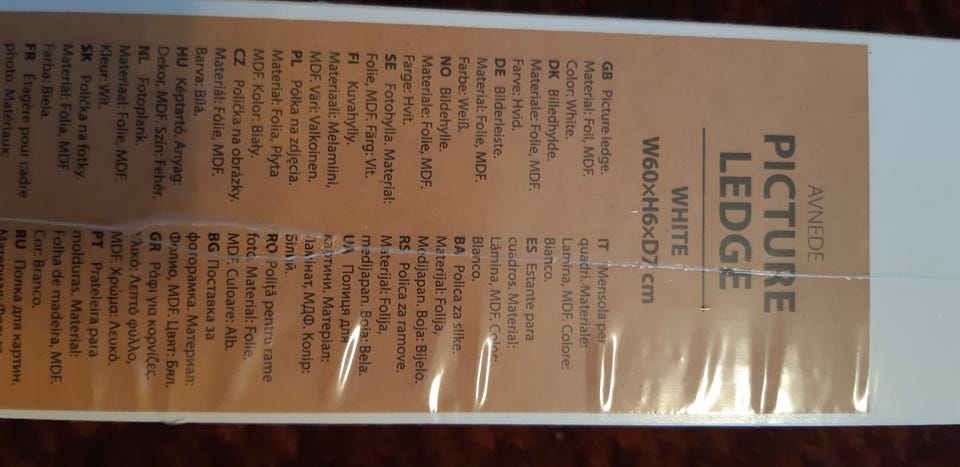 AVNEDE
PICTURE
LEDGE
WHITE
W60xH6xD7 cm
GB Picture ledge.
Material: Foil, MDF.
Color: White.
DK Billedhylde.
Materiale: Folie, MDF.
Farve: Hvid.
DE Bilderleiste.
Material: Folie, MDF.
Farbe: Weiß.
NO Bildehylle.
Materiale: Folie, MDF.
Farge: Hvit.
SE Fotohylla. Material:
Folie, MDF. Färg: Vit.
FI Kuvahylly.
Materiaali: Melamiini,
MDF. Väri: Valkoinen.
PL Półka na zdjęcia.
Materiał: Folia, Płyta
MDF. Kolor: Biały.
CZ Polička na obrázky.
Materiál: Fólie, MDF.
Barva: Bílá.
HU Képtartó. Anyag:
Dekor, MDF. Szín: Fehér.
NL Fotoplank.
Materiaal: Folie, MDF.
Kleur: Wit.
SK Polička na fotky.
Materiál: Fólia, MDF.
Farba: Biela.
FR Étagère pour cadre
photo. Matériaux:
IT Mensola per
quadri. Materiale:
Lamina, MDF. Colore:
Bianco.
ES Estante para
cuadros. Material:
Lámina, MDF. Color:
Blanco.
BA Polica za slike.
Materijal: Folija,
Medijapan. Boja: Bijelo.
RS Polica za ramove.
Materijal: Folija,
medijapan. Boja: Bela.
UA Полиця для
картини. Матеріал:
Ламінат, МДФ. Колір:
Білий.
RO Poliță pentru rame
foto. Material: Folie,
MDF. Culoare: Alb.
BG Поставка за
фоторамка. Материал:
Фолио, MDF. Цвят: Бял.
GR Ράφι για κορνίζες.
Υλικό: Λεπτό φύλλο,
MDF. Χρώμα: Λευκό.
PT Prateleira para
molduras. Material:
Folha de madeira, MDF.
Cor: Branco.
RU Полка для картин.